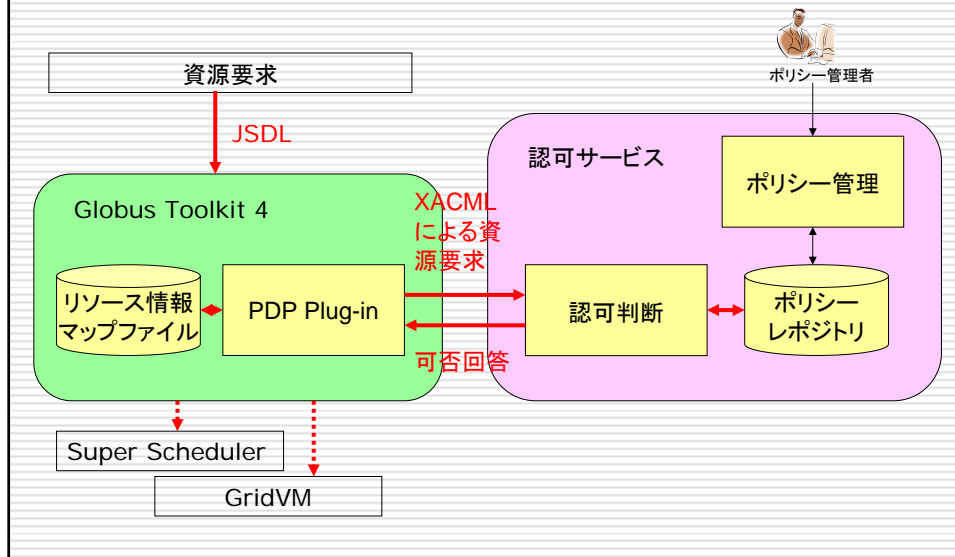 資源要求
ポリシー管理者
JSDL
認可サービス
ポリシー管理
Globus Toolkit 4
XACML
による資
源要求
リソース情報
マップファイル
PDP Plug-in
認可判断
ポリシー
レポジトリ
可否回答
Super Scheduler
GridVM